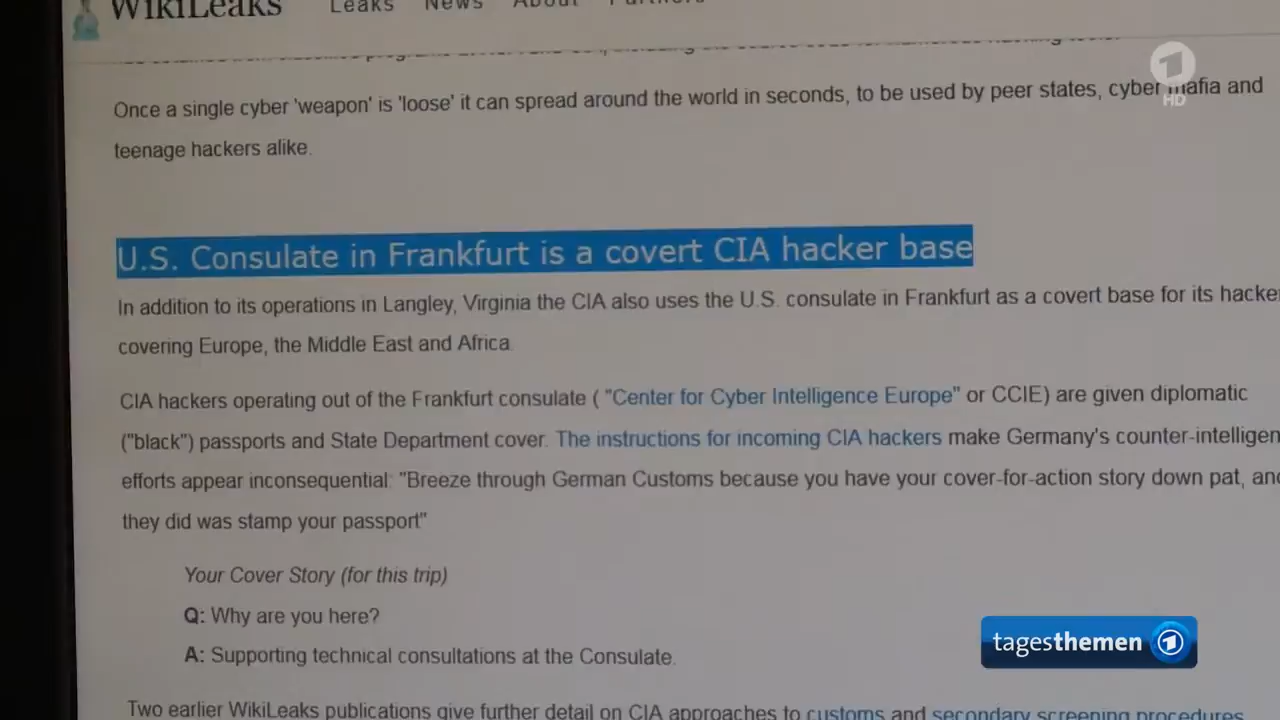 WikiLeaks Leaks News About Partners
Once a single cyber 'weapon' is 'loose' it can spread around the world in seconds, to be used by peer states, cyber mafia and
teenage hackers alike.
HD
U.S. Consulate in Frankfurt is a covert CIA hacker base
In addition to its operations in Langley, Virginia the CIA also uses the U.S. consulate in Frankfurt as a covert base for its hacker
covering Europe, the Middle East and Africa.
CIA hackers operating out of the Frankfurt consulate ( "Center for Cyber Intelligence Europe" or CCIE) are given diplomatic
("black") passports and State Department cover. The instructions for incoming CIA hackers make Germany's counter-intelligen
efforts appear inconsequential: "Breeze through German Customs because you have your cover-for-action story down pat, and
they did was stamp your passport"
Your Cover Story (for this trip)
Q: Why are you here?
A: Supporting technical consultations at the Consulate.
tagesthemen 1
Two earlier WikiLeaks publications give further detail on CIA approaches to customs and secondary screening procedures.